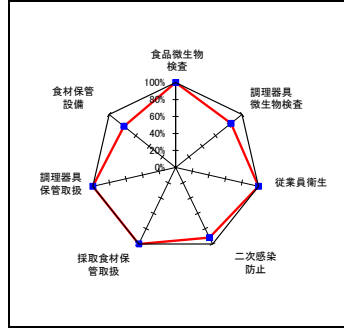 食品微生物
検査
100%
80%
60%
40%
20%
0%
調理器具
微生物検査
従業員衛生
二次感染
防止
採取食材保
管取扱
調理器具
保管取扱
食材保管
設備